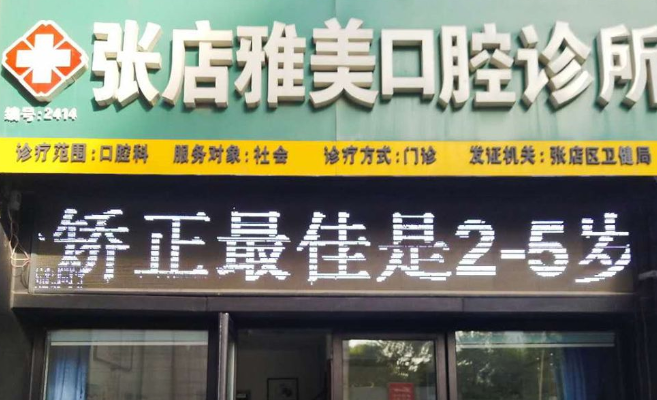 张店雅美口腔诊所
编号:2414
诊疗范围:口腔科 服务对象:社会 诊疗方式:门诊 发证机关:张店区卫健局
矫正最佳是2-5岁